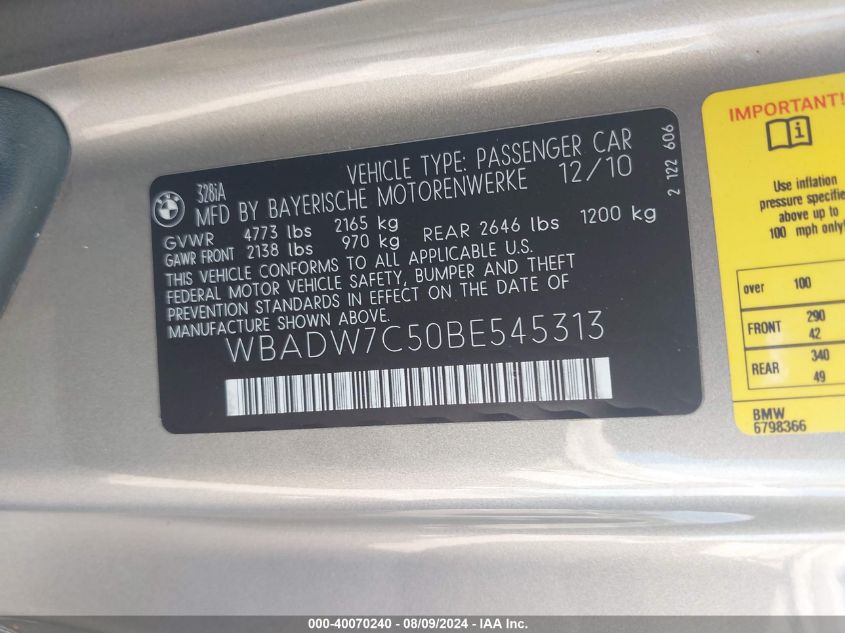 BMW
328iA
VEHICLE TYPE: PASSENGER CAR
MFD BY BAYERISCHE MOTORENWERKE 12/10
GVWR 4773 lbs 2165 kg
GAWR FRONT 2138 lbs 970 kg REAR 2646 lbs 1200 kg
THIS VEHICLE CONFORMS TO ALL APPLICABLE U.S.
FEDERAL MOTOR VEHICLE SAFETY, BUMPER AND THEFT
PREVENTION STANDARDS IN EFFECT ON THE DATE OF
MANUFACTURE SHOWN ABOVE.
WBADW7C50BE545313
2 122 606
IMPORTANT!
i
Use inflation
pressure specifie
above up to
100 mph only!
over 100
FRONT 290
42
REAR 340
49
BMW
6798366
000-40070240 - 08/09/2024 - IAA Inc.